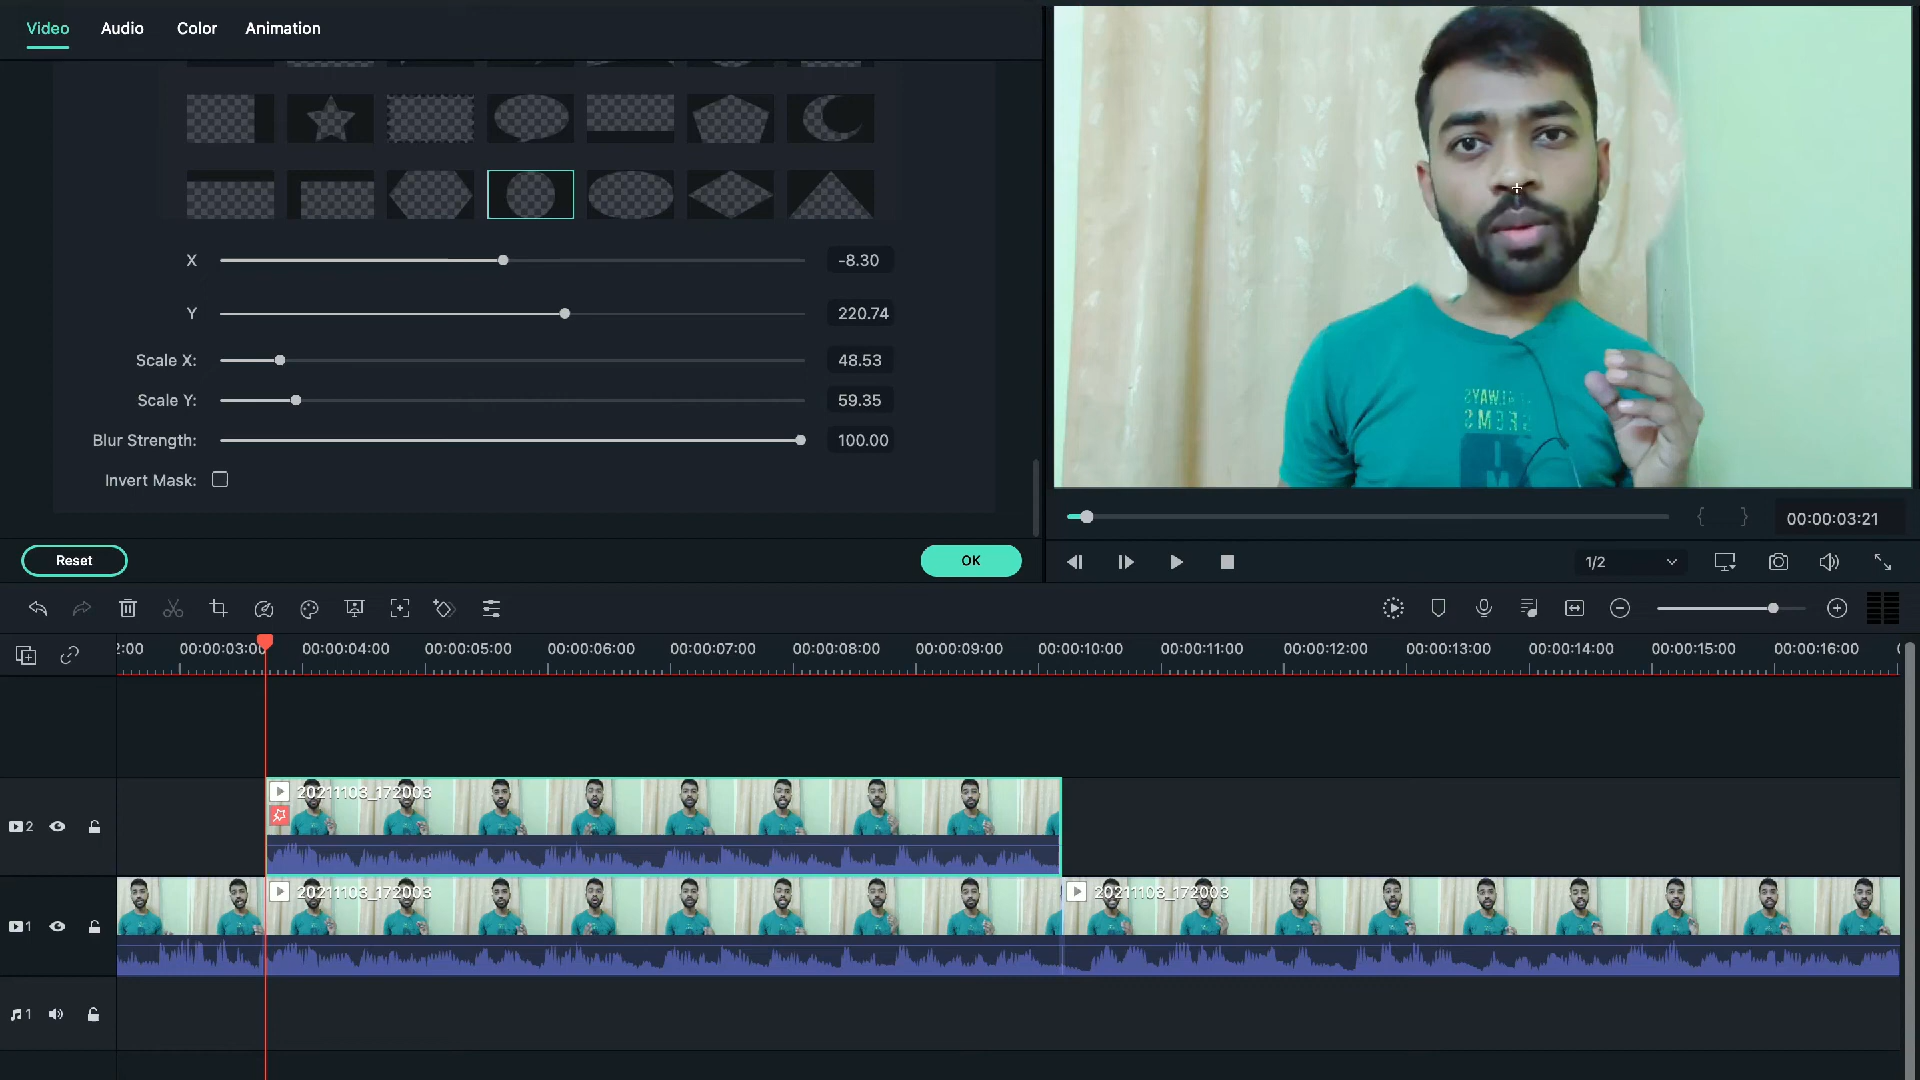 Video Audio Color Animation
X -8.30
Y 220.74
Scale X: 48.53
Scale Y: 59.35
Blur Strength: 100.00
Invert Mask:
Reset OK
00:00:03:21
1/2
2:00 00:00:03:00 00:00:04:00 00:00:05:00 00:00:06:00 00:00:07:00 00:00:08:00 00:00:09:00 00:00:10:00 00:00:11:00 00:00:12:00 00:00:13:00 00:00:14:00 00:00:15:00 00:00:16:00
20211103_172003
2
20211103_172003 20211103_172003
1
1
ALWAYS